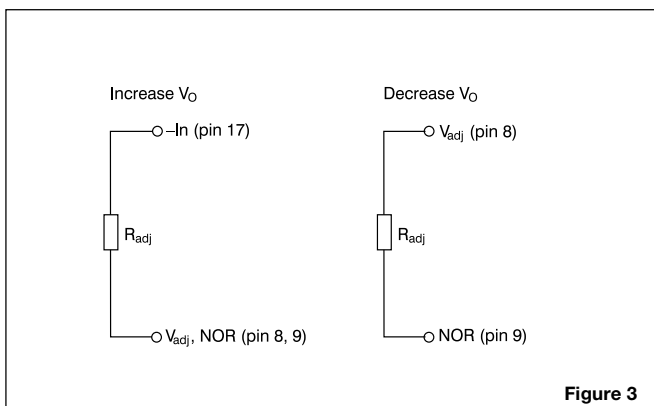 Increase VO
–In (pin 17)
Radj
Vadj, NOR (pin 8, 9)
Decrease VO
Vadj (pin 8)
Radj
NOR (pin 9)
Figure 3